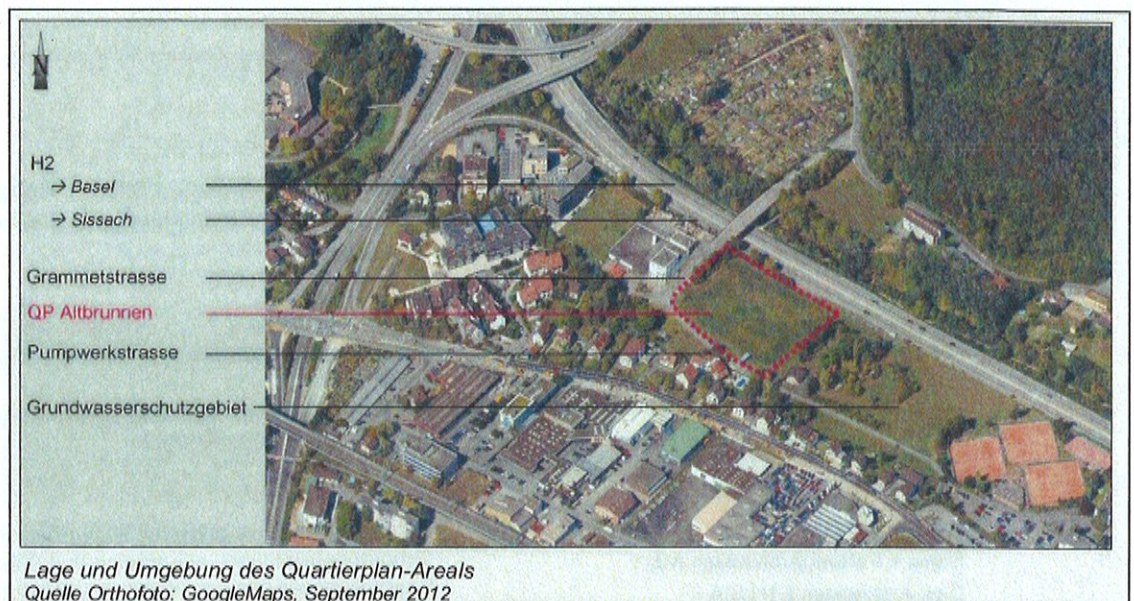 N
H2
→ Basel
→ Sissach
Grammetstrasse
QP Altbrunnen
Pumpwerkstrasse
Grundwasserschutzgebiet
Lage und Umgebung des Quartierplan-Areals
Quelle Orthofoto: GoogleMaps, September 2012